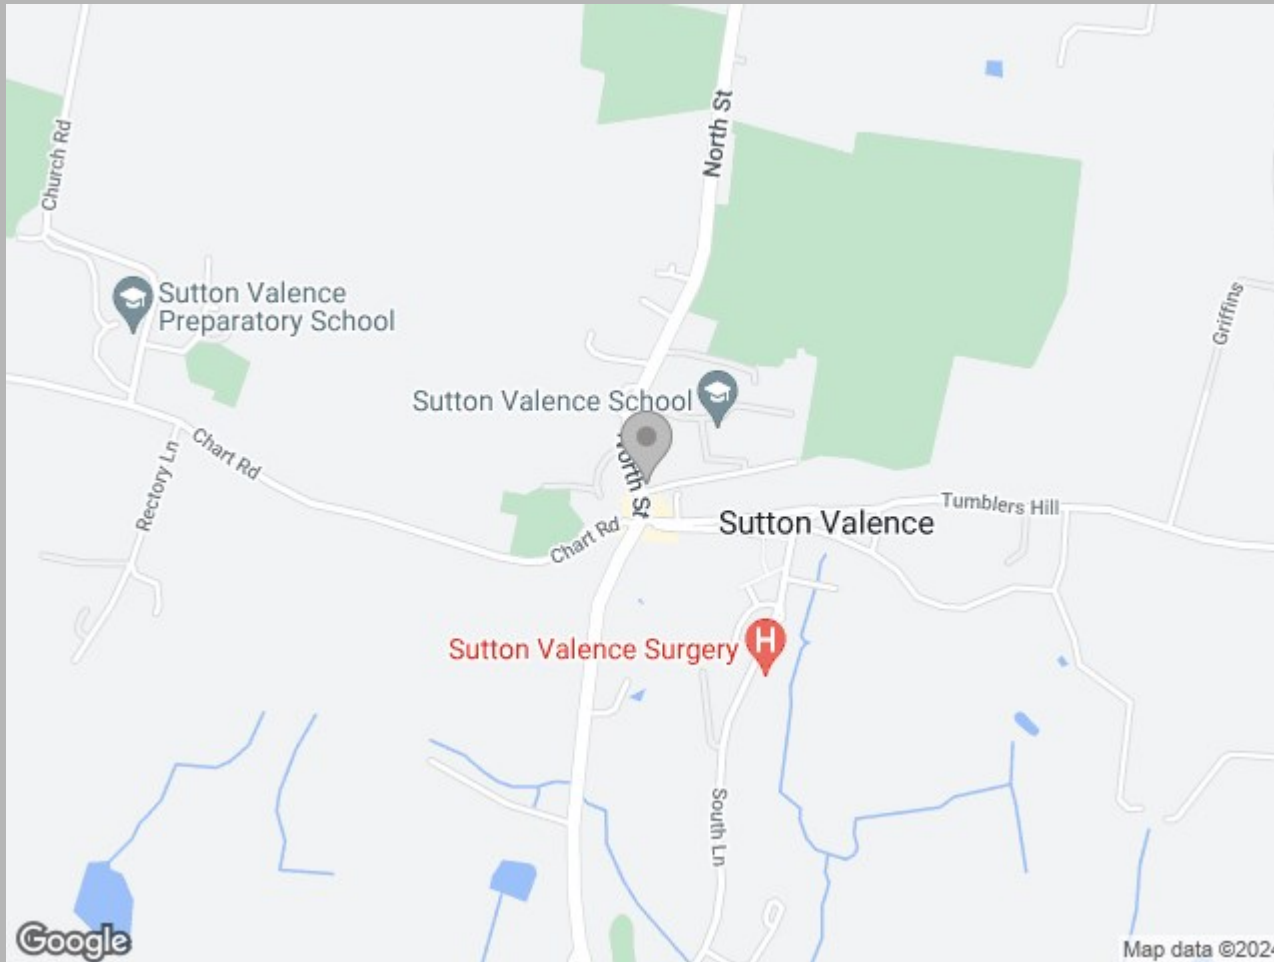 North St
Church Rd
Sutton Valence
Preparatory School
Griffins
Sutton Valence School
Chart Rd
Rectory Ln
North St
Chart Rd
Tumblers Hill
Sutton Valence
Sutton Valence Surgery
H
South Ln
Google
Map data ©2024